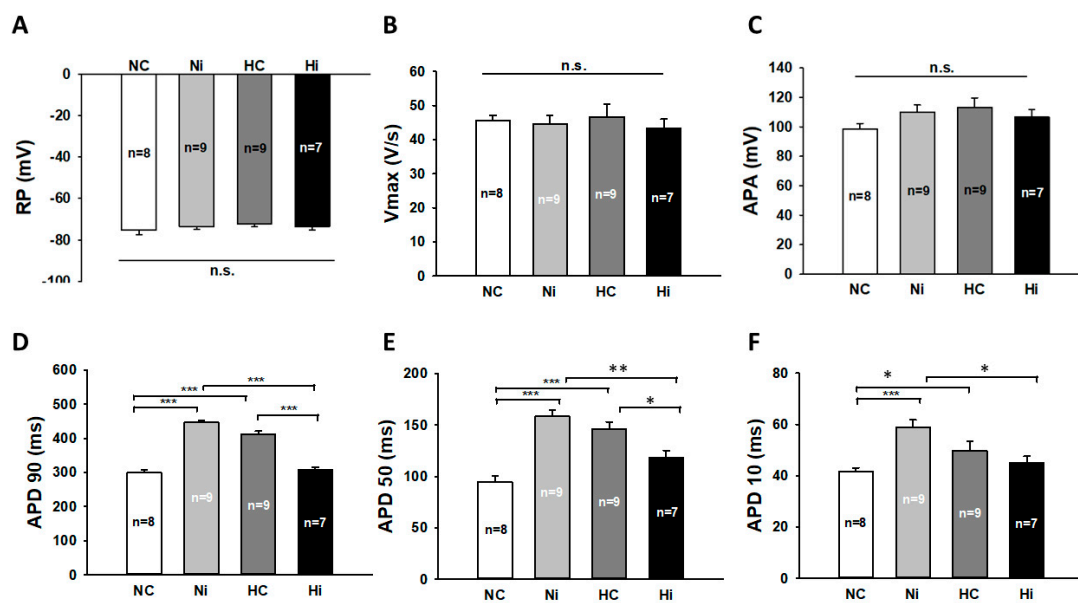 A
NC Ni HC Hi
0
-20
-40
-60
-80
-100
RP (mV)
n=8 n=9 n=9 n=7
n.s.
B
n.s.
60
50
40
30
20
10
0
Vmax (V/s)
n=8 n=9 n=9 n=7
NC Ni HC Hi
C
n.s.
140
120
100
80
60
40
20
0
APA (mV)
n=8 n=9 n=9 n=7
NC Ni HC Hi
D
600
500
400
300
200
100
0
APD 90 (ms)
***
***
***
***
n=8 n=9 n=9 n=7
NC Ni HC Hi
E
200
150
100
50
0
APD 50 (ms)
**
***
***
*
n=8 n=9 n=9 n=7
NC Ni HC Hi
F
80
60
40
20
0
APD 10 (ms)
*
*
***
n=8 n=9 n=9 n=7
NC Ni HC Hi